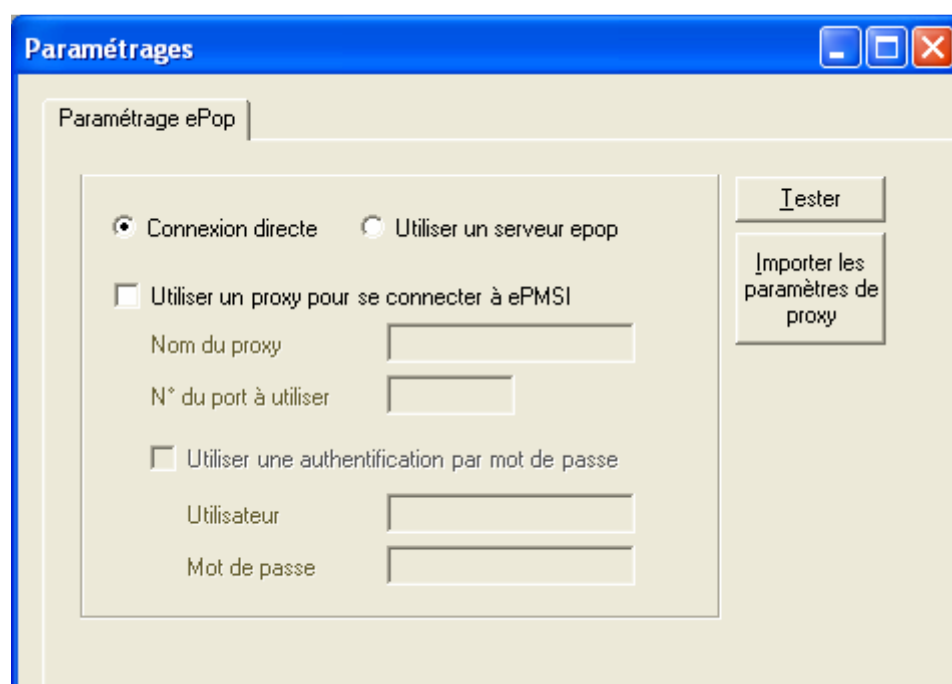 Paramétrages
Paramétrage ePop
Connexion directe
Utiliser un serveur epop
Tester
Utiliser un proxy pour se connecter à ePMSI
Importer les
paramètres de
proxy
Nom du proxy
N° du port à utiliser
Utiliser une authentification par mot de passe
Utilisateur
Mot de passe